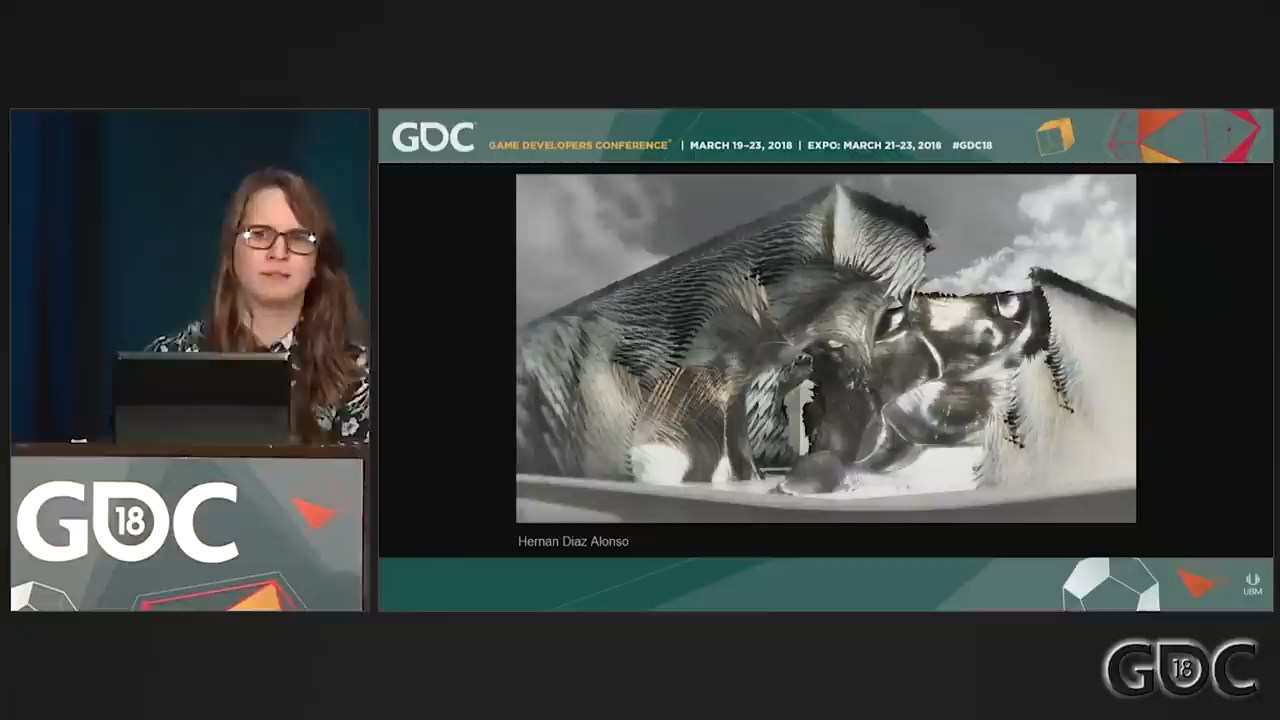 GDC
GAME DEVELOPERS CONFERENCE® | MARCH 19–23, 2018 | EXPO: MARCH 21–23, 2018 #GDC18
Hernan Diaz Alonso
GDC
18
UBM
GDC
18